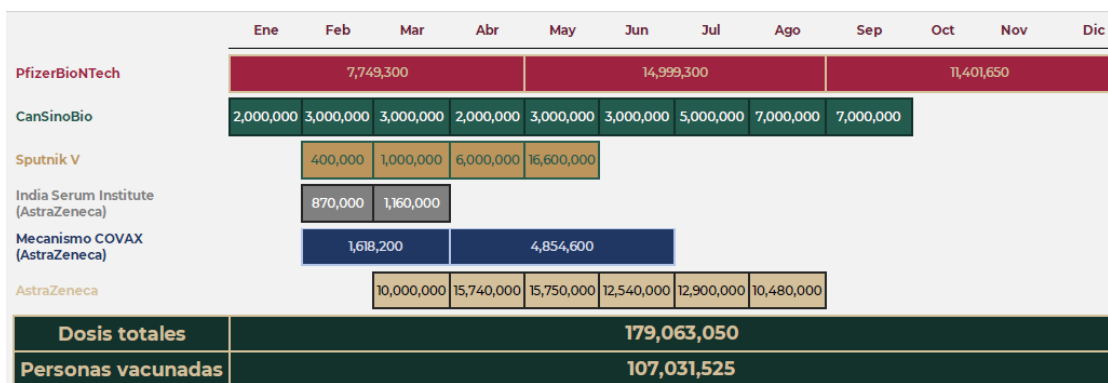 Ene Feb Mar Abr May Jun Jul Ago Sep Oct Nov Dic
PfizerBioNTech 7,749,300 14,999,300 11,401,650
CanSinoBio 2,000,000 3,000,000 3,000,000 2,000,000 3,000,000 3,000,000 5,000,000 7,000,000 7,000,000
Sputnik V 400,000 1,000,000 6,000,000 16,600,000
India Serum Institute
(AstraZeneca) 870,000 1,160,000
Mecanismo COVAX
(AstraZeneca) 1,618,200 4,854,600
AstraZeneca 10,000,000 15,740,000 15,750,000 12,540,000 12,900,000 10,480,000
Dosis totales 179,063,050
Personas vacunadas 107,031,525